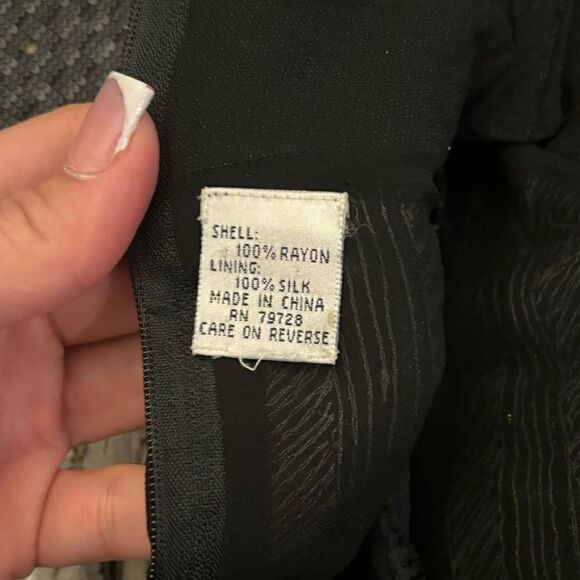 SHELL:
100% RAYON
LINING:
100% SILK
MADE IN CHINA
RN 79728
CARE ON REVERSE